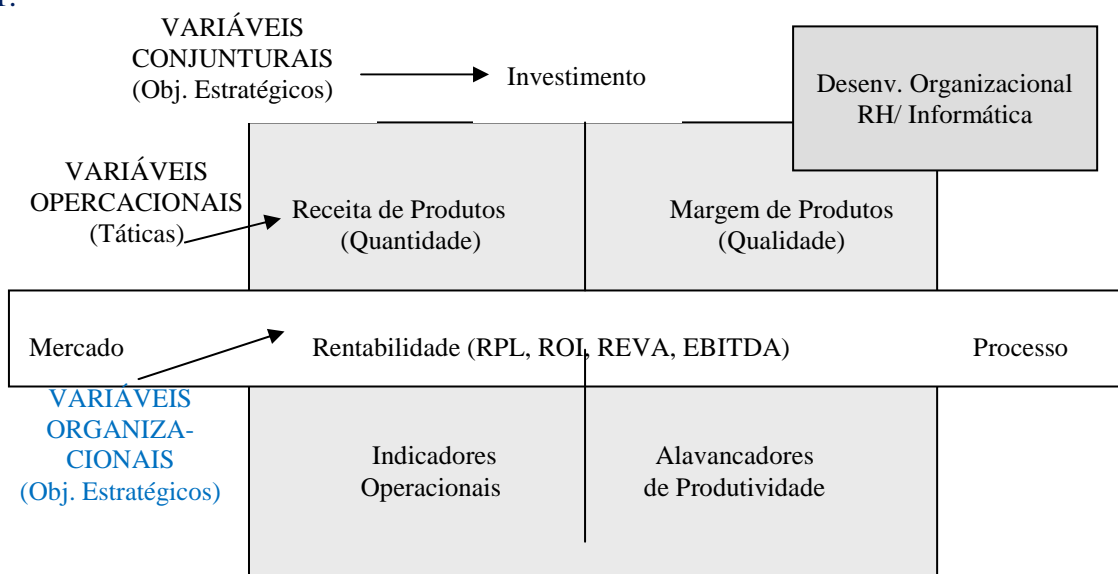 1.
VARIÁVEIS
CONJUNTURAIS
(Obj. Estratégicos)
Investimento
Desenv. Organizacional
RH/ Informática
VARIÁVEIS
OPERCACIONAIS
(Táticas)
Receita de Produtos
(Quantidade)
Margem de Produtos
(Qualidade)
Mercado
Rentabilidade (RPL, ROI, REVA, EBITDA)
Processo
VARIÁVEIS
ORGANIZA-
CIONAIS
(Obj. Estratégicos)
Indicadores
Operacionais
Alavancadores
de Produtividade